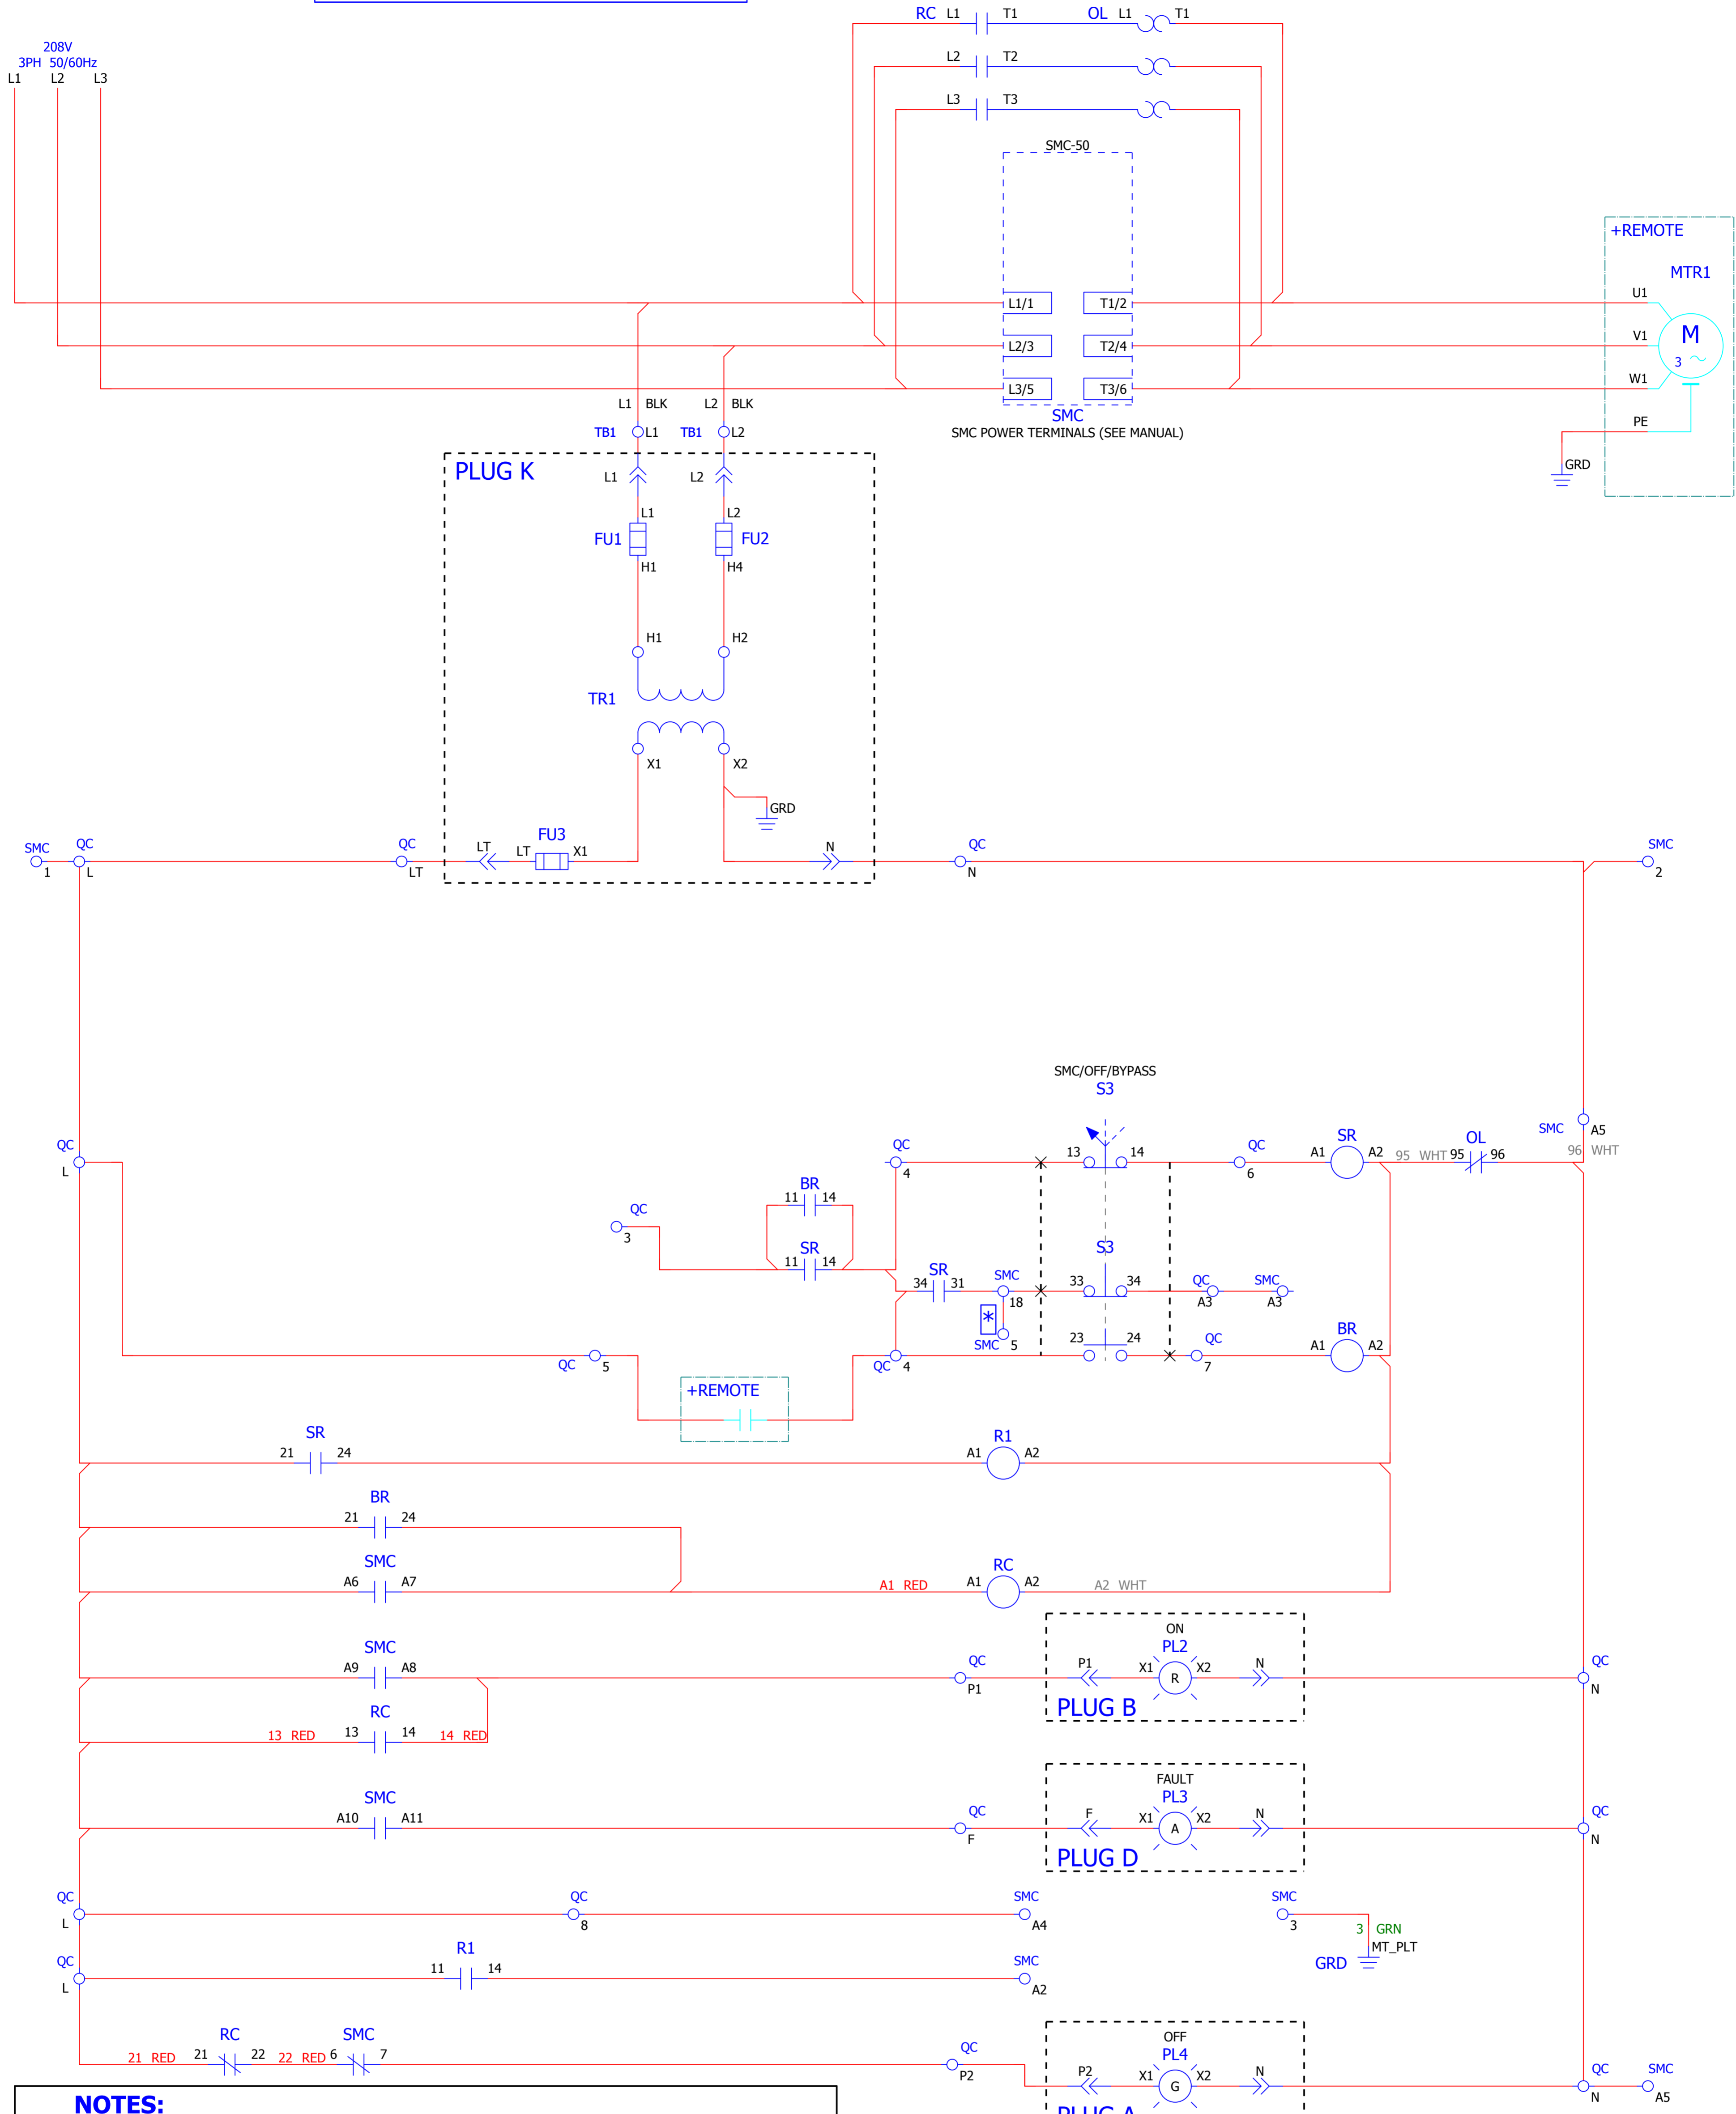 RC L1 T1 OL L1 T1
208V
3PH 50/60Hz
L1 L2 L3
L2 T2
L3 T3
SMC-50
+REMOTE
MTR1
L1/1 T1/2 U1
L2/3 T2/4 V1
M
3
L3/5 T3/6 W1
SMC
SMC POWER TERMINALS (SEE MANUAL)
L1 BLK L2 BLK
PE
TB1 L1 TB1 L2
GRD
PLUG K
L1 L2
L1 L2
FU1 FU2
H1 H4
H1 H2
TR1
X1 X2
GRD
SMC QC QC FU3 QC SMC
LT LT X1 N
1 L LT N 2
SMC/OFF/BYPASS
S3
SMC A5
QC QC 13 14 QC SR OL
A1 A2 95 WHT 95 96 96 WHT
L 4 6
BR
11 14
QC
3
SR S3
11 14
SR SMC QC SMC
34 31 33 34
18 A3 A3
*
SMC 5
23 24 QC BR
A1 A2
QC 5 QC 4 7
+REMOTE
SR R1
21 24 A1 A2
BR
21 24
SMC RC
A6 A7 A1 RED A1 A2 A2 WHT
ON
SMC PL2
A9 A8 QC P1 X1 R X2 N QC
P1 N
PLUG B
RC
13 RED 13 14 14 RED
FAULT
SMC PL3
A10 A11 QC F X1 A X2 N QC
F N
PLUG D
QC QC SMC SMC
L 8 A4 3
3 GRN
MT_PLT
GRD
QC R1 SMC
11 14
L A2
OFF
RC SMC PL4
21 RED 21 22 22 RED 6 7 QC P2 X1 G X2 N QC SMC
P2 N A5
NOTES:
PLUG A